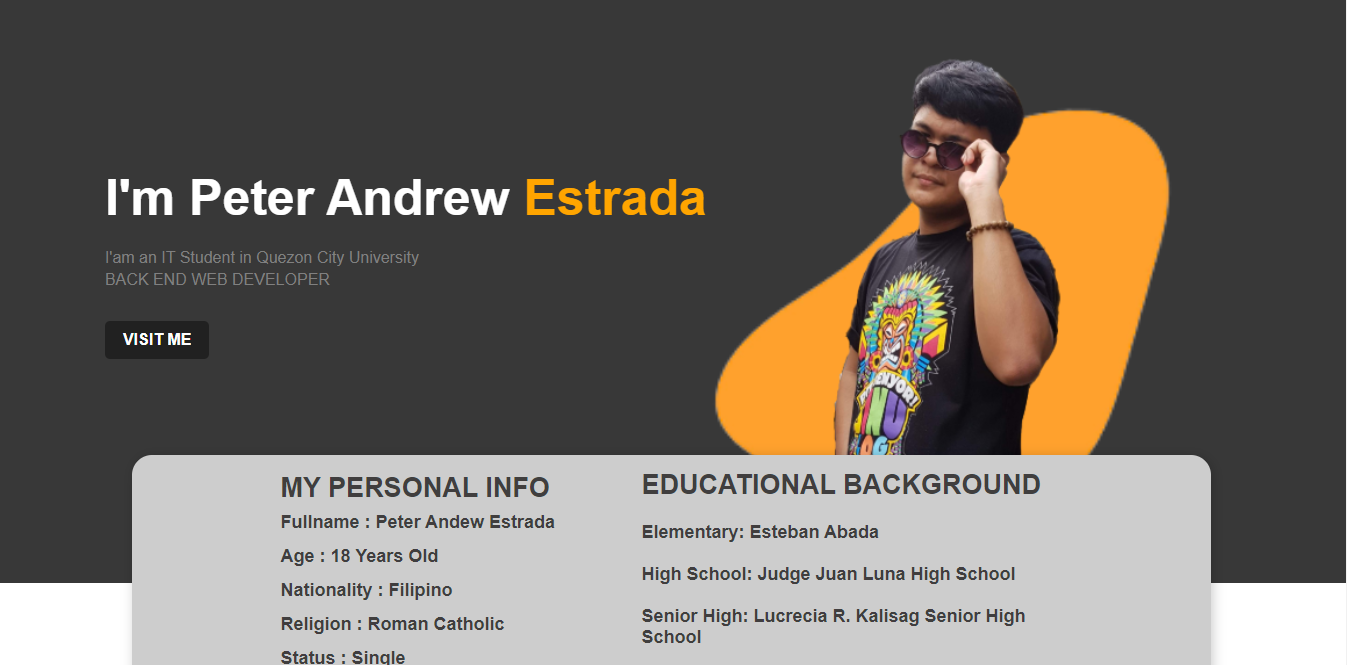 I'm Peter Andrew Estrada
I'am an IT Student in Quezon City University
BACK END WEB DEVELOPER
VISIT ME
MY PERSONAL INFO
Fullname : Peter Andew Estrada
Age : 18 Years Old
Nationality : Filipino
Religion : Roman Catholic
Status : Single
EDUCATIONAL BACKGROUND
Elementary: Esteban Abada
High School: Judge Juan Luna High School
Senior High: Lucrecia R. Kalisag Senior High
School